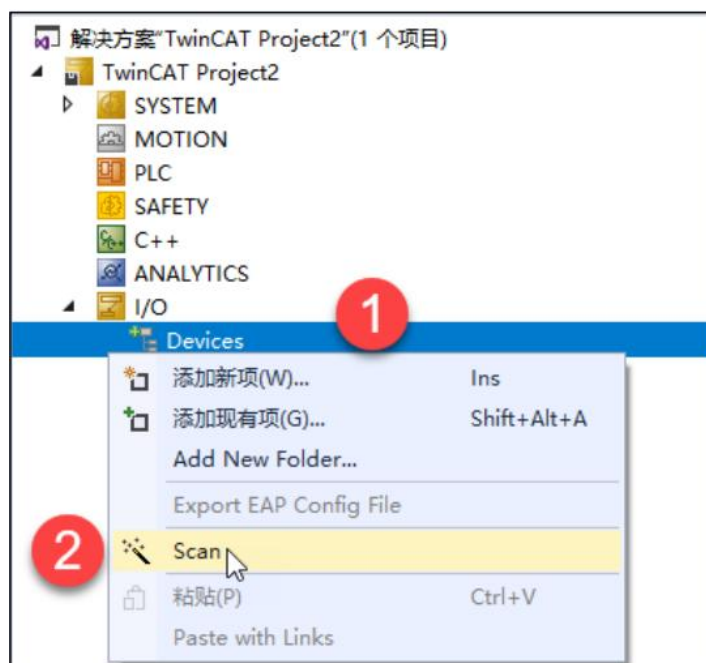 解决方案"TwinCAT Project2"(1 个项目)
TwinCAT Project2
SYSTEM
MOTION
PLC
SAFETY
C++
ANALYTICS
I/O
1
Devices
添加新项(W)... Ins
添加现有项(G)... Shift+Alt+A
Add New Folder...
Export EAP Config File
2
Scan
粘贴(P) Ctrl+V
Paste with Links